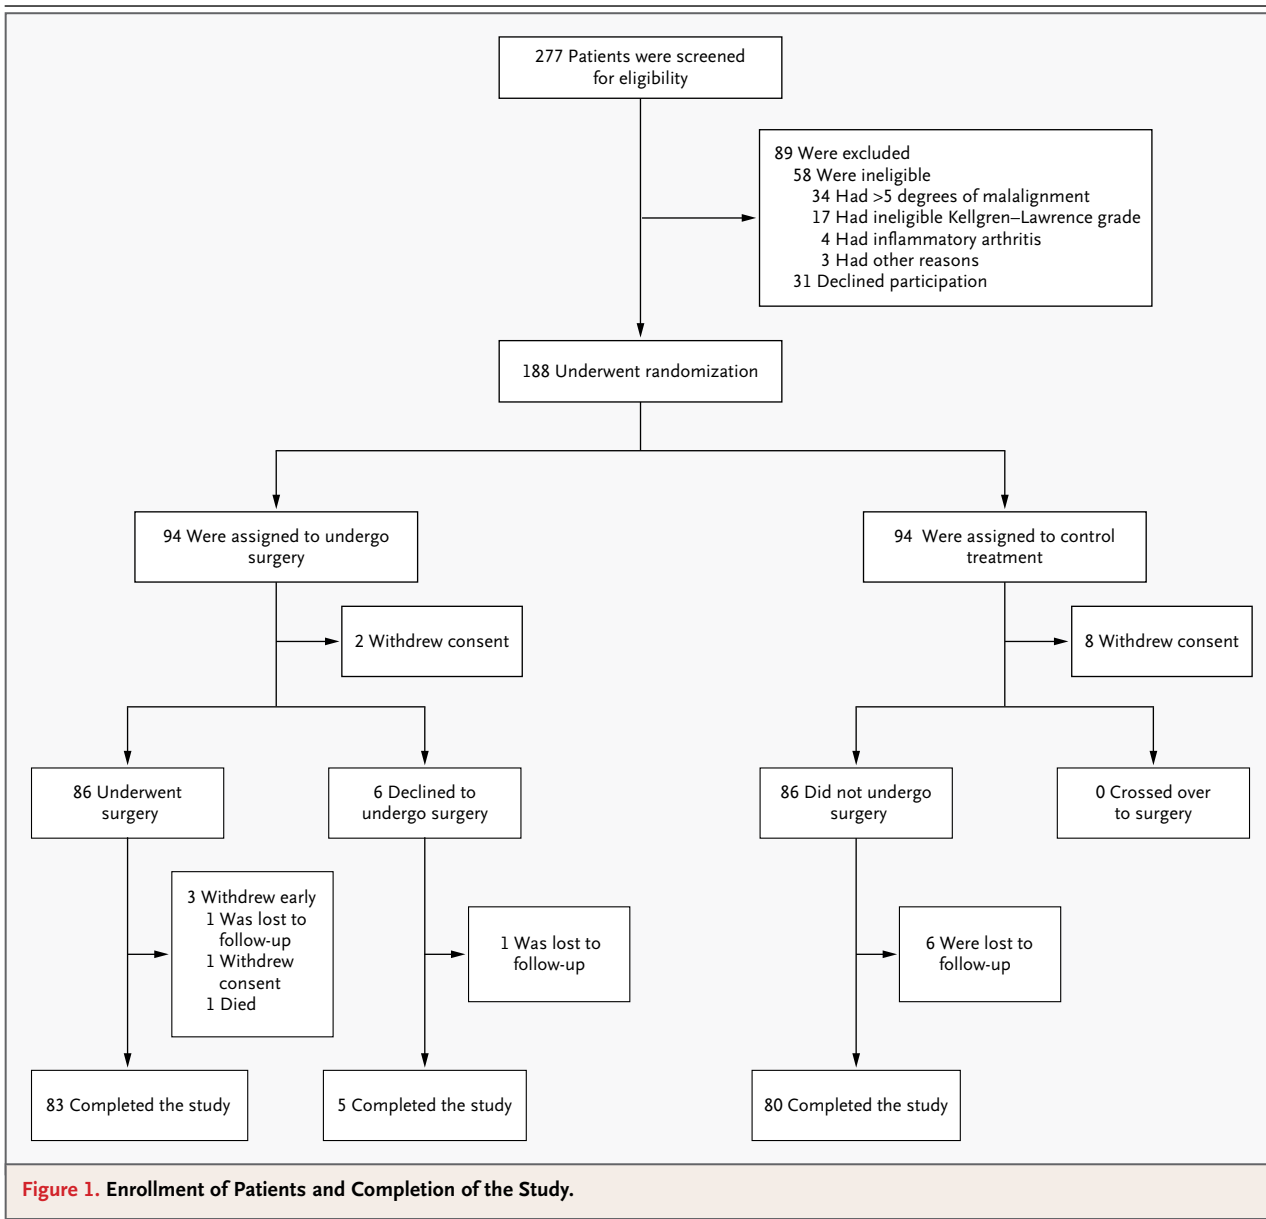 277 Patients were screened
for eligibility
89 Were excluded
58 Were ineligible
34 Had >5 degrees of malalignment
17 Had ineligible Kellgren–Lawrence grade
4 Had inflammatory arthritis
3 Had other reasons
31 Declined participation
188 Underwent randomization
94 Were assigned to undergo
surgery
94 Were assigned to control
treatment
2 Withdrew consent
8 Withdrew consent
86 Underwent
surgery
6 Declined to
undergo surgery
86 Did not undergo
surgery
0 Crossed over
to surgery
3 Withdrew early
1 Was lost to
follow-up
1 Withdrew
consent
1 Died
1 Was lost to
follow-up
6 Were lost to
follow-up
83 Completed the study
5 Completed the study
80 Completed the study
Figure 1. Enrollment of Patients and Completion of the Study.